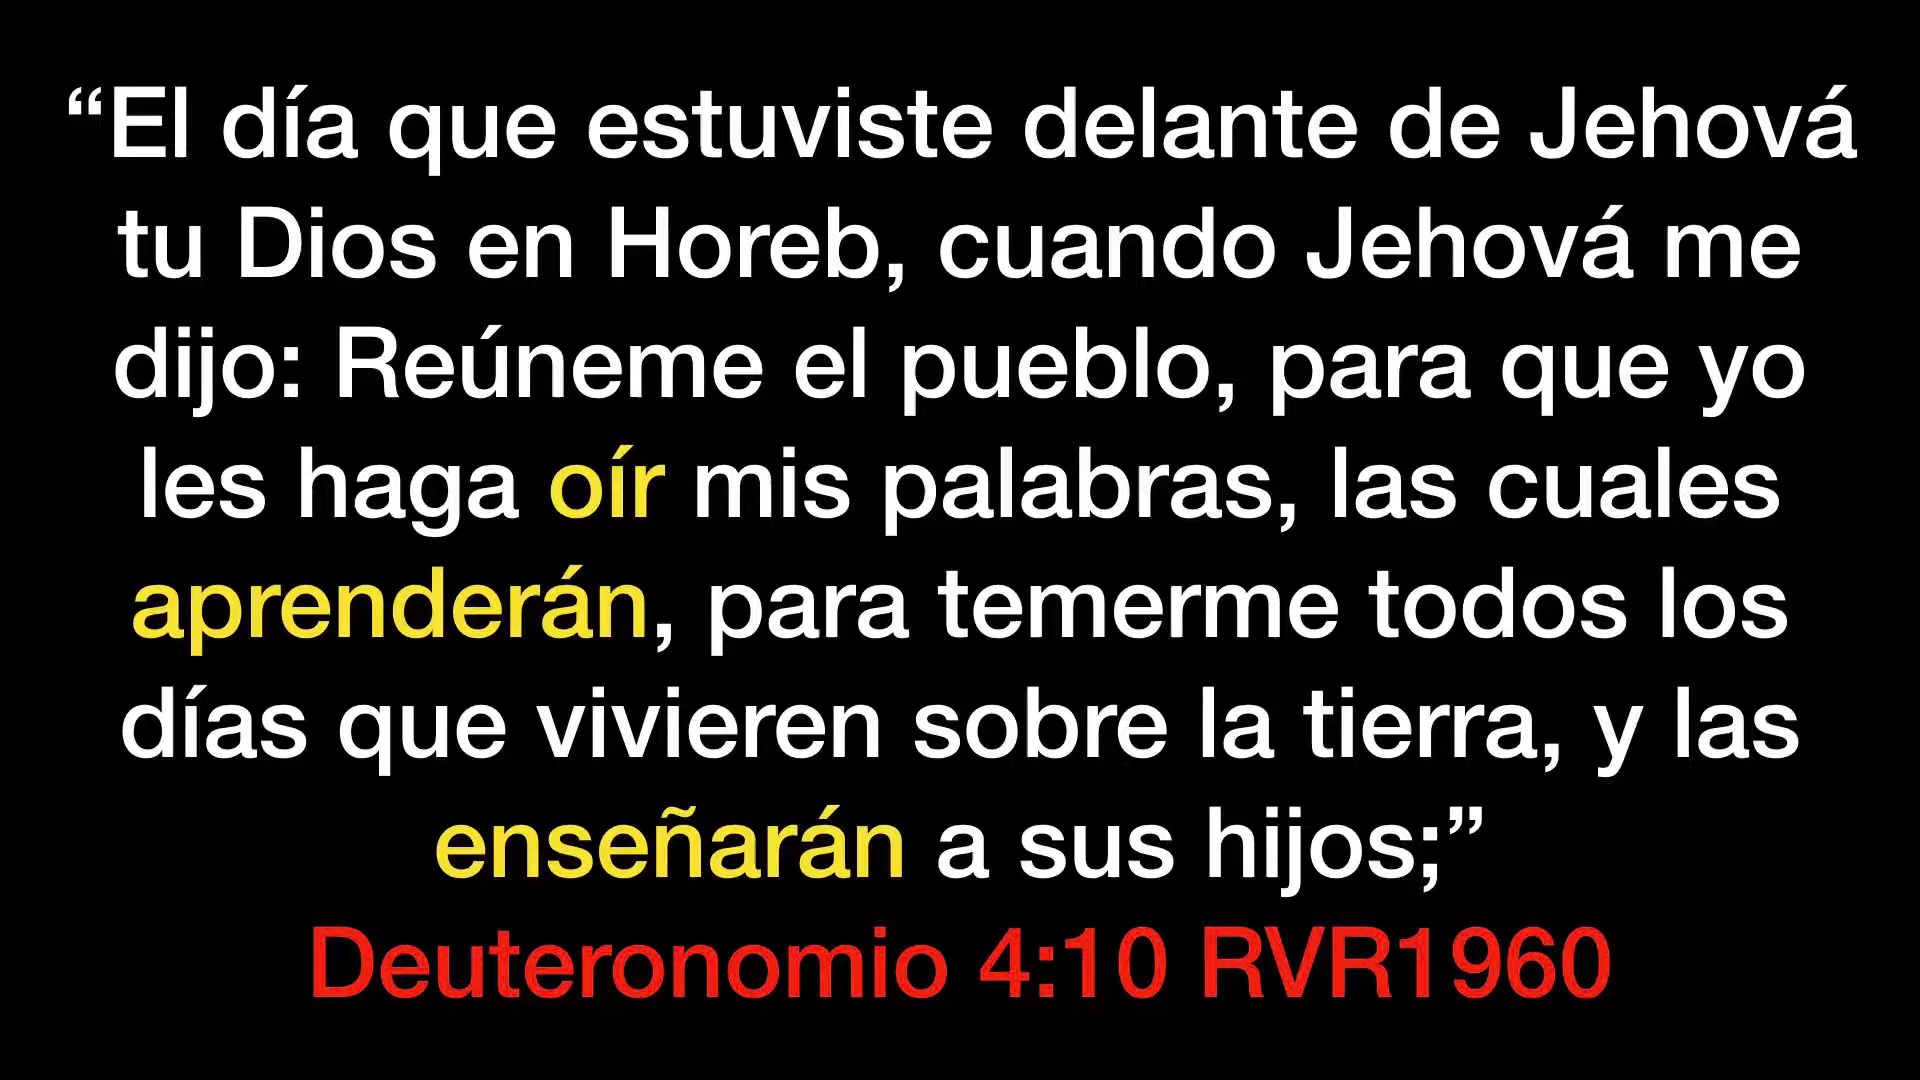 “El día que estuviste delante de Jehová
tu Dios en Horeb, cuando Jehová me
dijo: Reúneme el pueblo, para que yo
les haga oír mis palabras, las cuales
aprenderán, para temerme todos los
días que vivieren sobre la tierra, y las
enseñarán a sus hijos;”
Deuteronomio 4:10 RVR1960